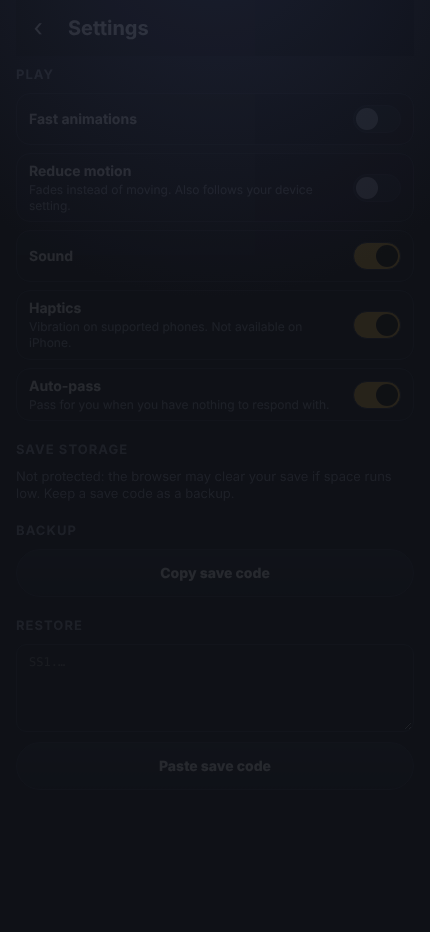 Settings
PLAY
Fast animations
Reduce motion
Fades instead of moving. Also follows your device
setting.
Sound
Haptics
Vibration on supported phones. Not available on
iPhone.
Auto-pass
Pass for you when you have nothing to respond with.
SAVE STORAGE
Not protected: the browser may clear your save if space runs
low. Keep a save code as a backup.
BACKUP
Copy save code
RESTORE
SS1.…
Paste save code